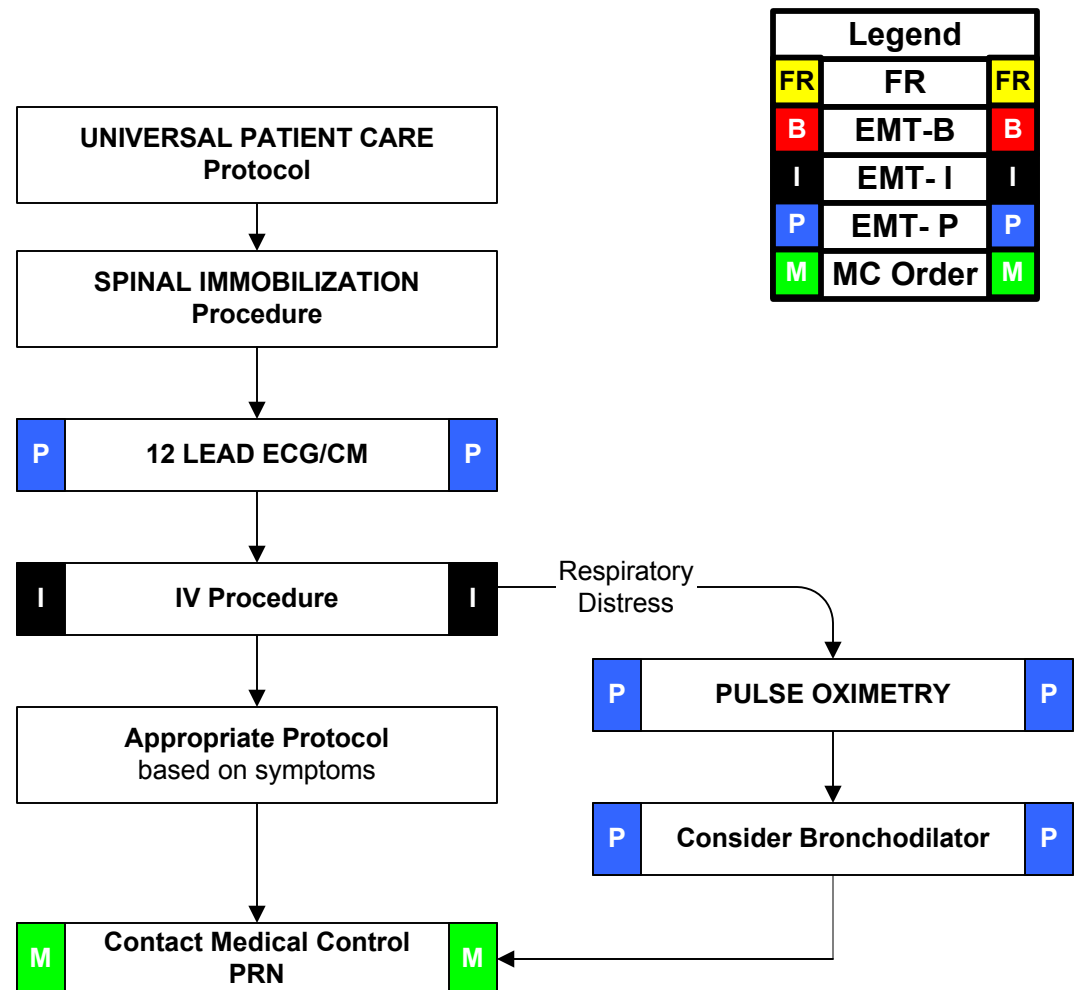 Legend
FR FR FR
B EMT-B B
I EMT- I I
P EMT- P P
M MC Order M
UNIVERSAL PATIENT CARE
Protocol
SPINAL IMMOBILIZATION
Procedure
P 12 LEAD ECG/CM P
I IV Procedure I
Respiratory
Distress
P PULSE OXIMETRY P
Appropriate Protocol
based on symptoms
P Consider Bronchodilator P
M Contact Medical Control M
PRN